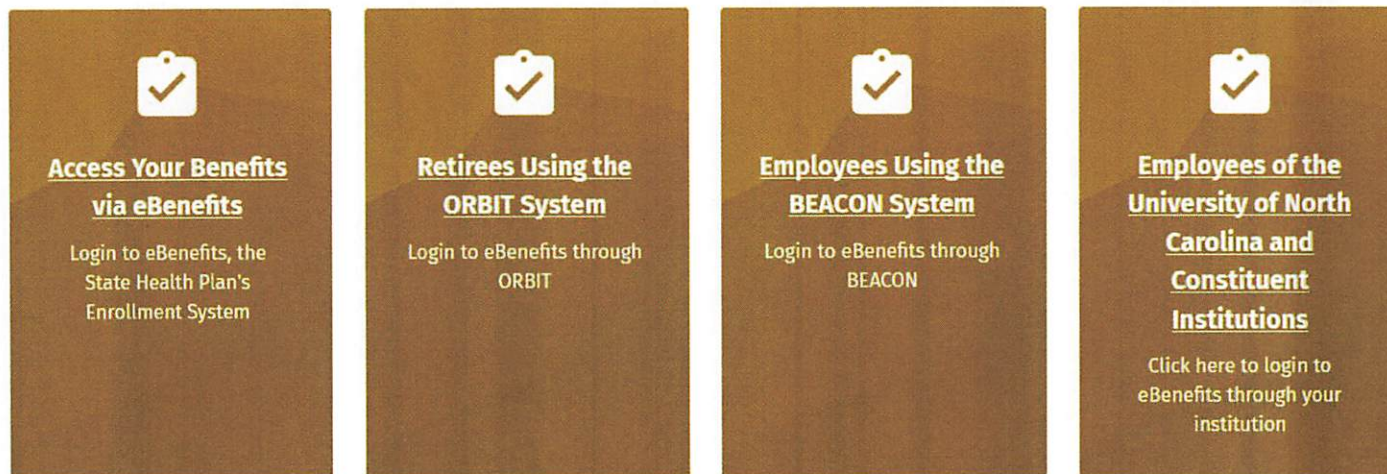 Access Your Benefits
via eBenefits
Login to eBenefits, the
State Health Plan's
Enrollment System
Retirees Using the
ORBIT System
Login to eBenefits through
ORBIT
Employees Using the
BEACON System
Login to eBenefits through
BEACON
Employees of the
University of North
Carolina and
Constituent
Institutions
Click here to login to
eBenefits through your
institution